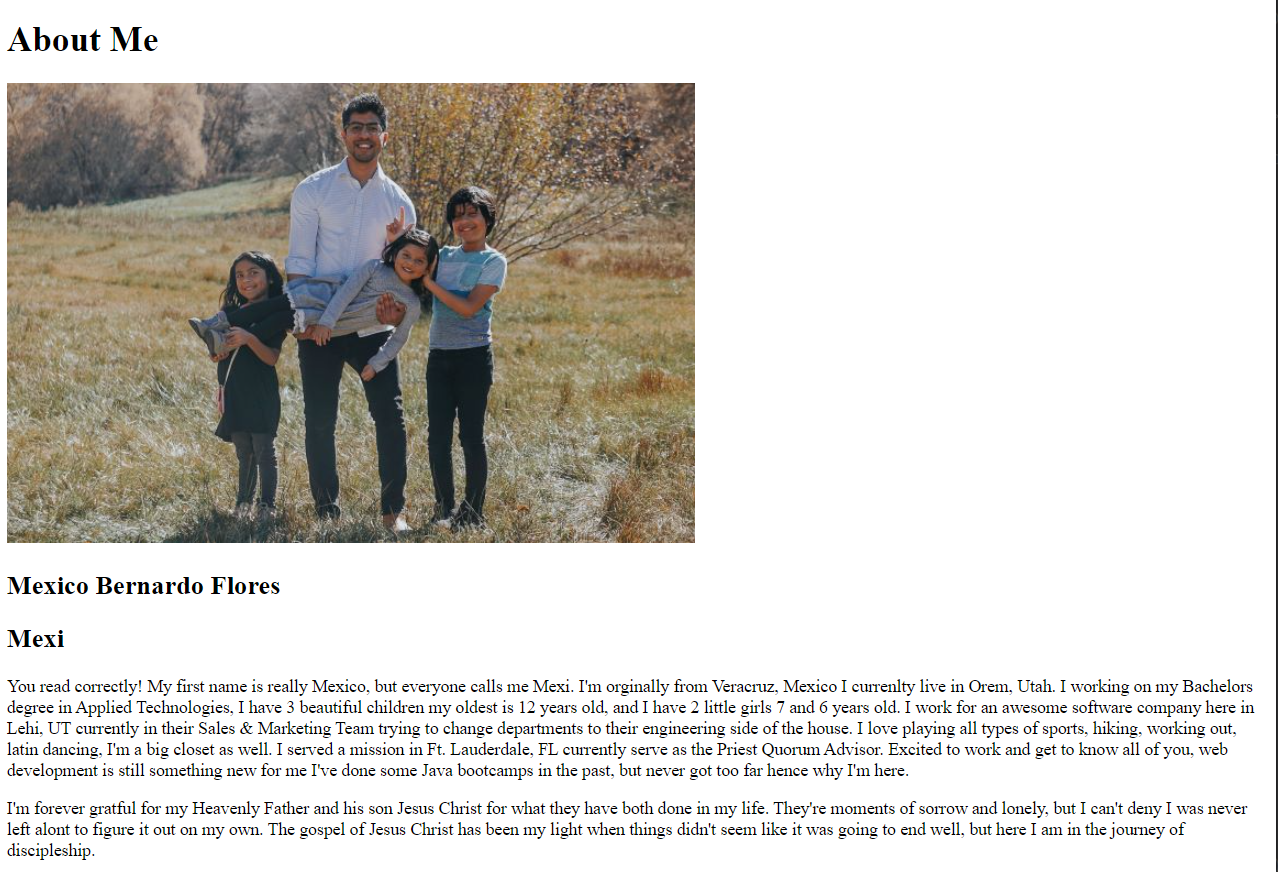 About Me
Mexico Bernardo Flores
Mexi
You read correctly! My first name is really Mexico, but everyone calls me Mexi. I'm orginally from Veracruz, Mexico I currenlty live in Orem, Utah. I working on my Bachelors
degree in Applied Technologies, I have 3 beautiful children my oldest is 12 years old, and I have 2 little girls 7 and 6 years old. I work for an awesome software company here in
Lehi, UT currently in their Sales & Marketing Team trying to change departments to their engineering side of the house. I love playing all types of sports, hiking, working out,
latin dancing, I'm a big closet as well. I served a mission in Ft. Lauderdale, FL currently serve as the Priest Quorum Advisor. Excited to work and get to know all of you, web
development is still something new for me I've done some Java bootcamps in the past, but never got too far hence why I'm here.
I'm forever gratful for my Heavenly Father and his son Jesus Christ for what they have both done in my life. They're moments of sorrow and lonely, but I can't deny I was never
left alont to figure it out on my own. The gospel of Jesus Christ has been my light when things didn't seem like it was going to end well, but here I am in the journey of
discipleship.